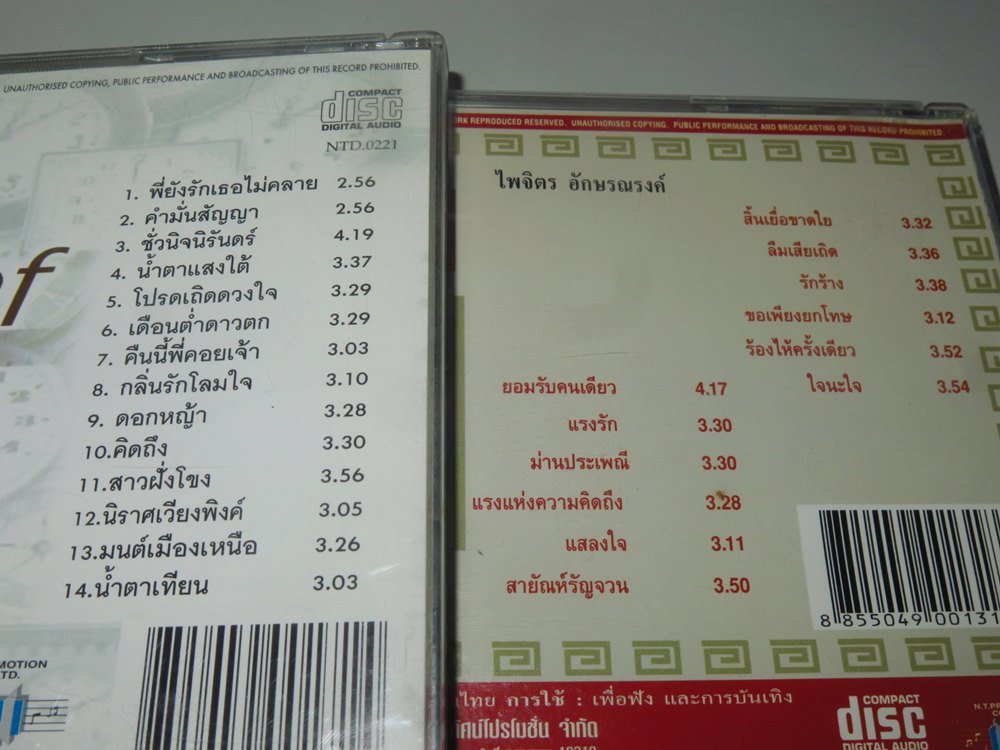 UNAUTHORISED COPYING, PUBLIC PERFORMANCE AND BROADCASTING OF THIS RECORD PROHIBITED.
COMPACT
disc
DIGITAL AUDIO
NTD.0221
1. พี่ยังรักเธอไม่คลาย 2.56
2. คำมั่นสัญญา 2.56
3. ชั่วนิจนิรันดร์ 4.19
4. น้ำตาแสงใต้ 3.37
5. โปรดเถิดดวงใจ 3.29
6. เดือนต่ำดาวตก 3.29
7. คืนนี้พี่คอยเจ้า 3.03
8. กลิ่นรักโลมใจ 3.10
9. ดอกหญ้า 3.28
10.คิดถึง 3.30
11.สาวฝั่งโขง 3.56
12.นิราศเวียงพิงค์ 3.05
13.มนต์เมืองเหนือ 3.26
14.น้ำตาเทียน 3.03
MOTION
TD.
REPRODUCED RESERVED. UNAUTHORISED COPYING. PUBLIC PERFORMANCE AND BROADCASTING OF THIS RECORD PROHIBITED.
ไพจิตร อักษรณรงค์
สิ้นเยื่อขาดใย 3.32
ลืมเสียเถิด 3.36
รักร้าง 3.38
ขอเพียงยกโทษ 3.12
ร้องไห้ครั้งเดียว 3.52
ใจนะใจ 3.54
ยอมรับคนเดียว 4.17
แรงรัก 3.30
ม่านประเพณี 3.30
แรงแห่งความคิดถึง 3.28
แสลงใจ 3.11
สายัณห์รัญจวน 3.50
8 855049 00131
ไทย การใช้ : เพื่อฟัง และการบันเทิง
ทัศน์โปรโมชั่น จำกัด
COMPACT
disc
DIGITAL AUDIO